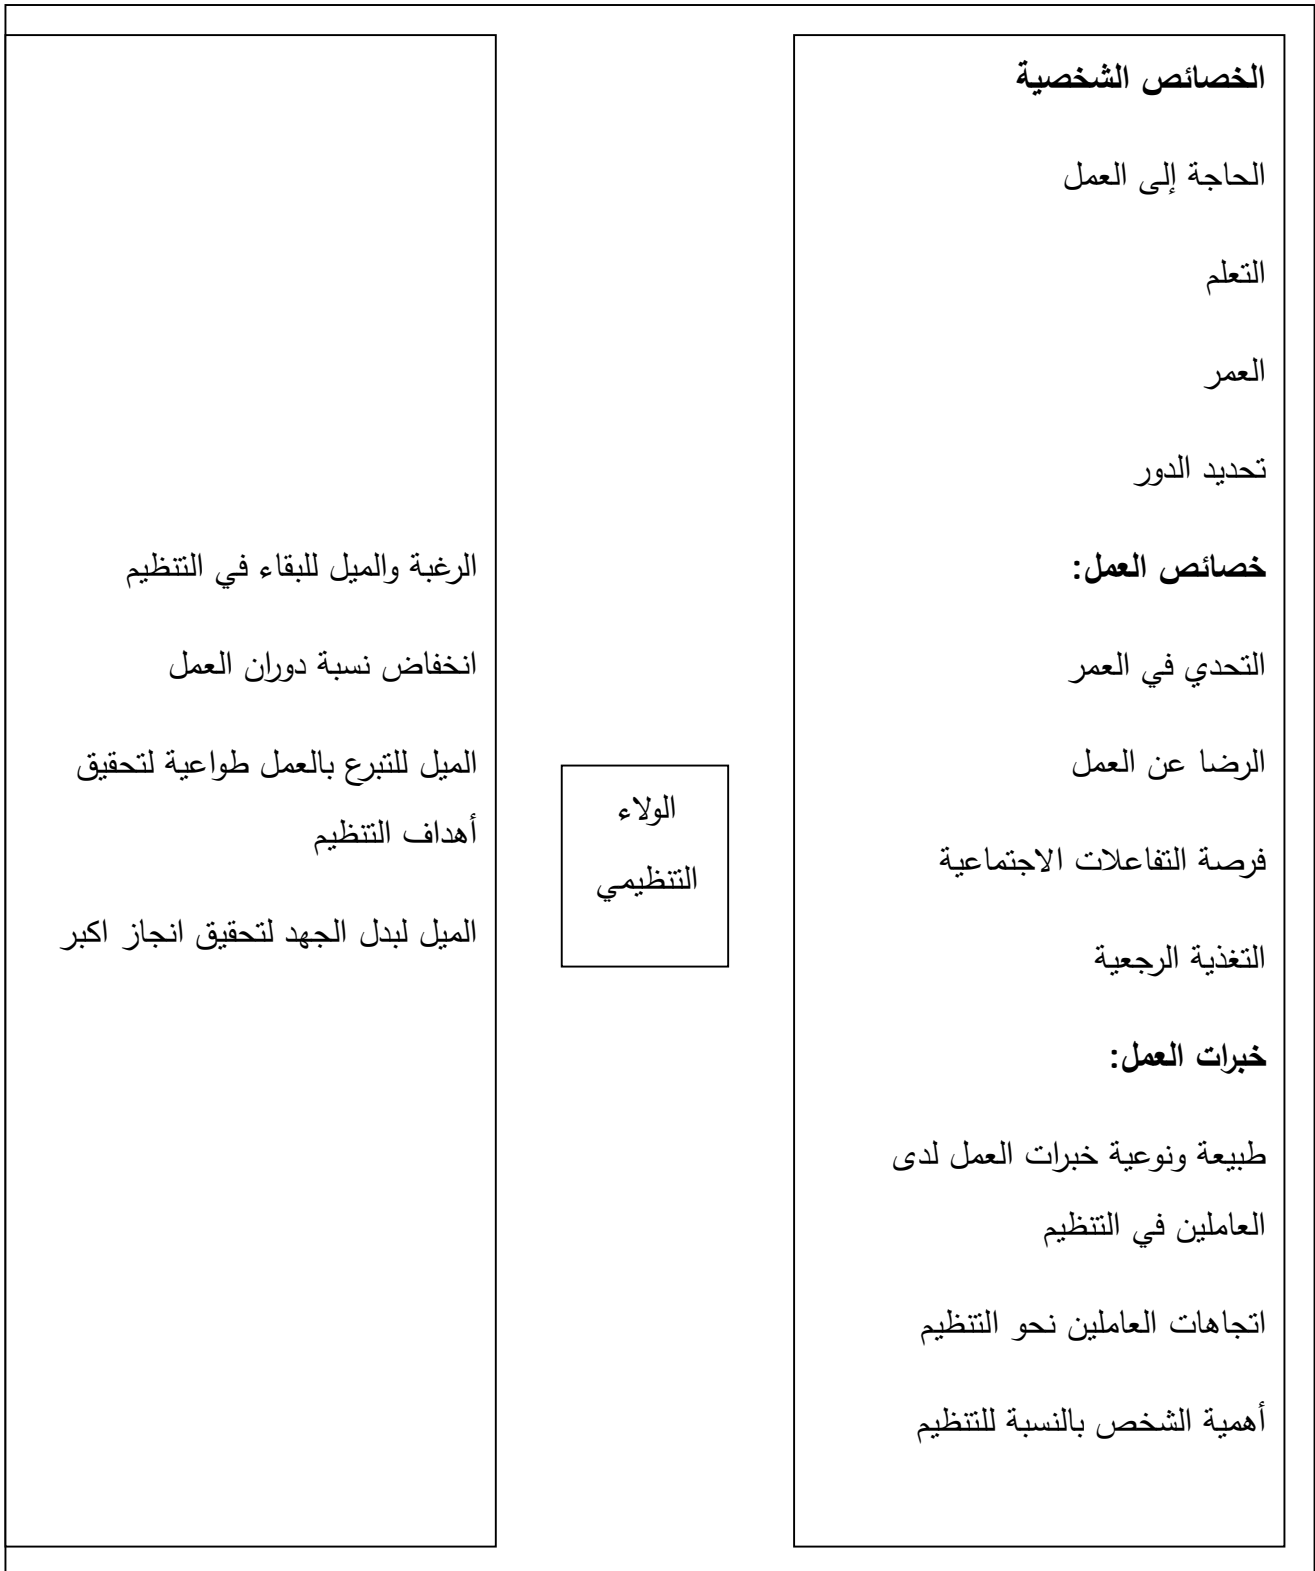 الخصائص الشخصية
الحاجة إلى العمل
التعلم
العمر
تحديد الدور
خصائص العمل:
التحدي في العمر
الرضا عن العمل
فرصة التفاعلات الاجتماعية
التغذية الرجعية
خبرات العمل:
طبيعة ونوعية خبرات العمل لدى
العاملين في التنظيم
اتجاهات العاملين نحو التنظيم
أهمية الشخص بالنسبة للتنظيم
الولاء
التنظيمي
الرغبة والميل للبقاء في التنظيم
انخفاض نسبة دوران العمل
الميل للتبرع بالعمل طواعية لتحقيق
أهداف التنظيم
الميل لبدل الجهد لتحقيق انجاز اكبر